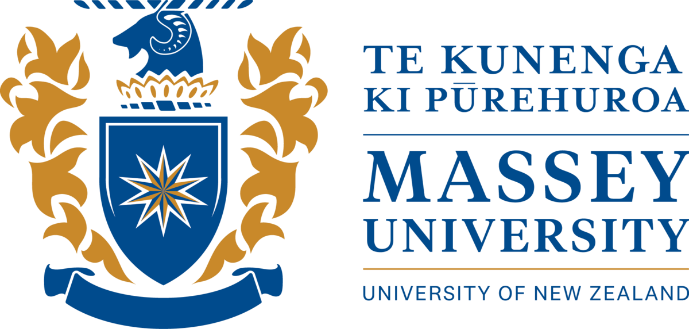 TE KUNENGA
KI PŪREHUROA
MASSEY
UNIVERSITY
UNIVERSITY OF NEW ZEALAND